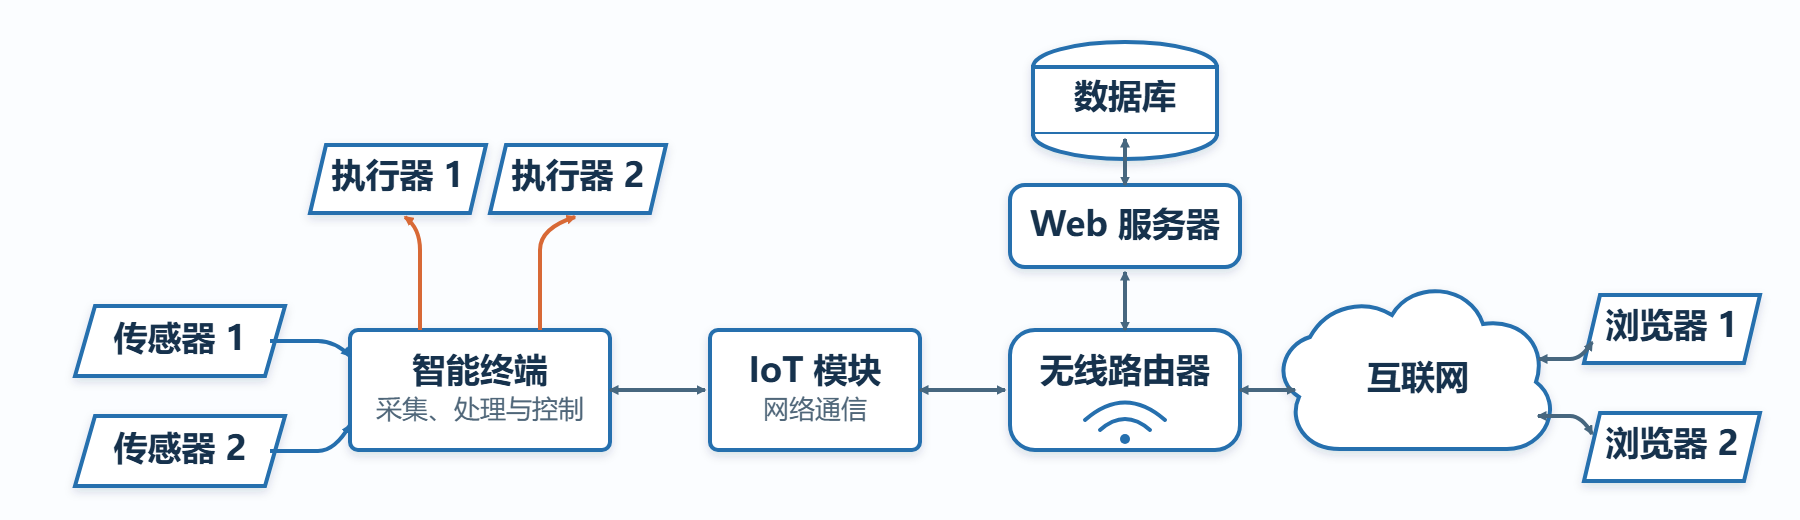 数据库
执行器 1
执行器 2
Web 服务器
传感器 1
传感器 2
智能终端
采集、处理与控制
IoT 模块
网络通信
无线路由器
互联网
浏览器 1
浏览器 2